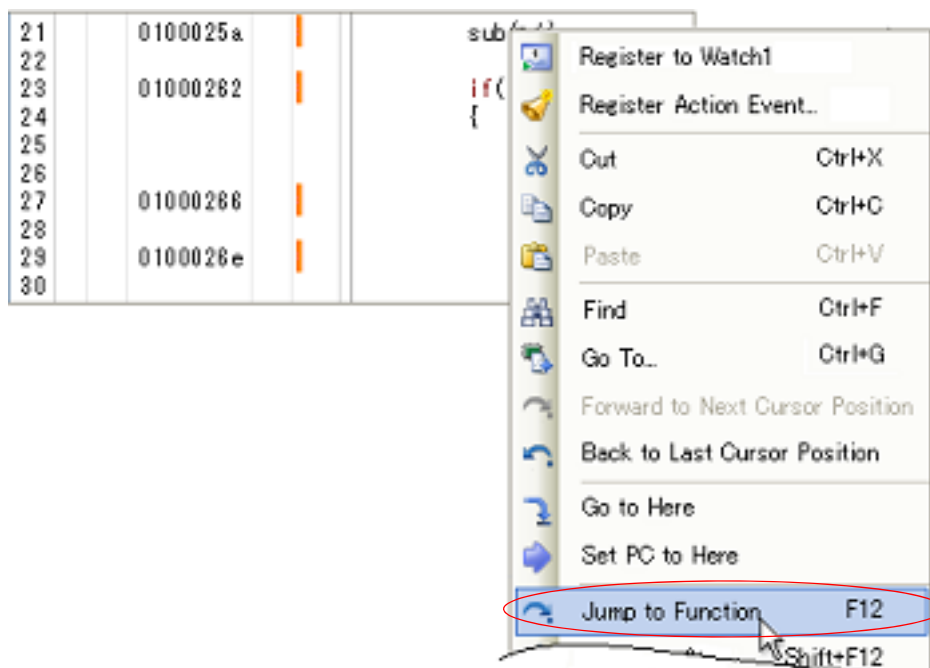 21 0100025a sub(
22
23 01000262 if(
24 {
25
26
27 01000266
28
29 0100026e
30
Register to Watch1
Register Action Event...
Cut Ctrl+X
Copy Ctrl+C
Paste Ctrl+V
Find Ctrl+F
Go To... Ctrl+G
Forward to Next Cursor Position
Back to Last Cursor Position
Go to Here
Set PC to Here
Jump to Function F12
Shift+F12